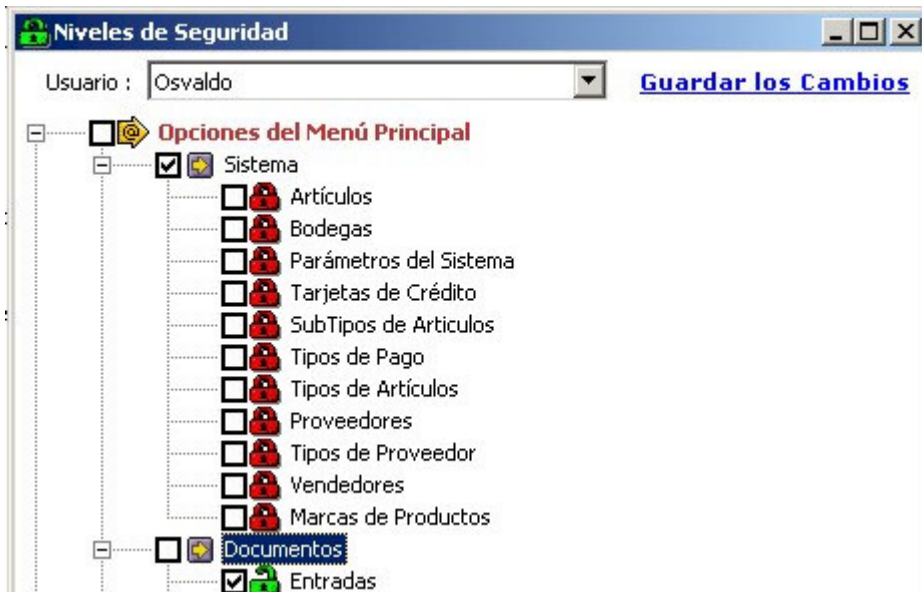 Niveles de Seguridad
Usuario : Osvaldo Guardar los Cambios
Opciones del Menú Principal
Sistema
Artículos
Bodegas
Parámetros del Sistema
Tarjetas de Crédito
SubTipos de Articulos
Tipos de Pago
Tipos de Artículos
Proveedores
Tipos de Proveedor
Vendedores
Marcas de Productos
Documentos
Entradas